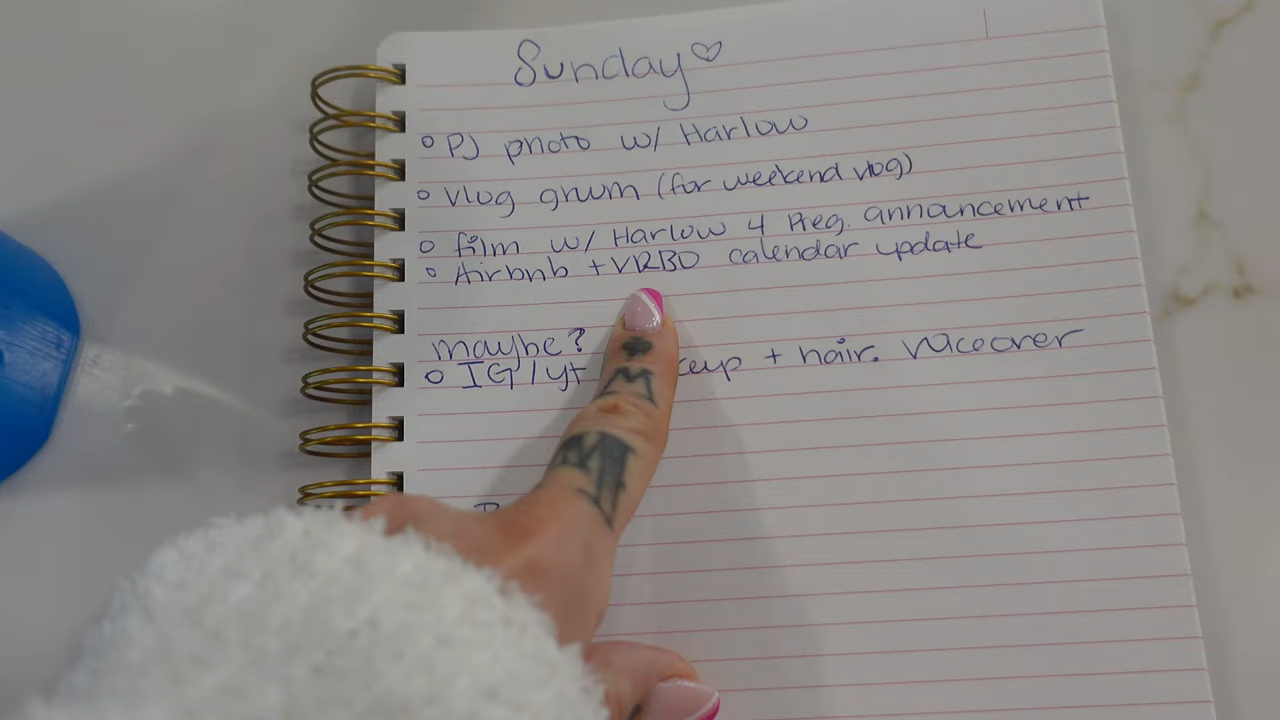 Sunday♡
○ PJ photo w/ Harlow
○ Vlog grwm (for weekend vlog)
○ film w/ Harlow 4 Preg. announcement
○ Airbnb + VRBO calendar update
maybe?
○ IG/yt + hair. voiceover